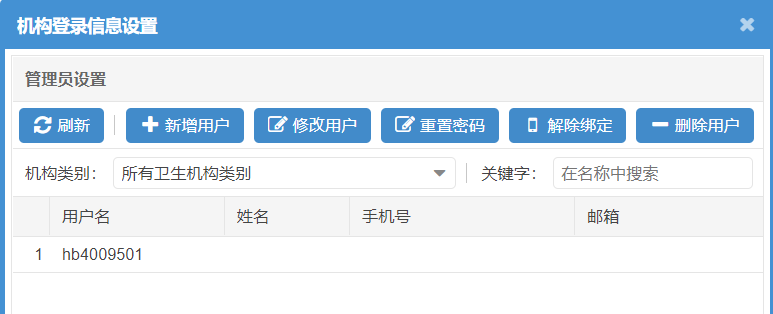 机构登录信息设置
管理员设置
刷新 新增用户 修改用户 重置密码 解除绑定 删除用户
机构类别： 所有卫生机构类别 关键字： 在名称中搜索
用户名 姓名 手机号 邮箱
1 hb4009501